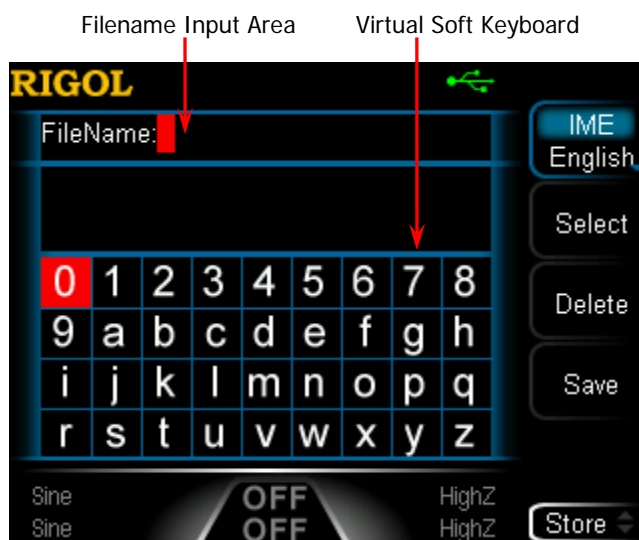 Filename Input Area Virtual Soft Keyboard
RIGOL
FileName:
IME
English
Select
Delete
Save
0 1 2 3 4 5 6 7 8
9 a b c d e f g h
i j k l m n o p q
r s t u v w x y z
Sine OFF HighZ
Sine OFF HighZ
Store